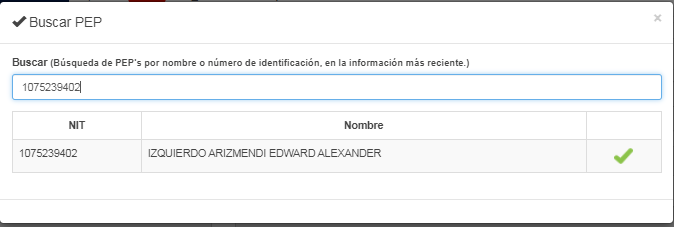 Buscar PEP
×
Buscar (Búsqueda de PEP's por nombre o número de identificación, en la información más reciente.)
1075239402
NIT Nombre
1075239402 IZQUIERDO ARIZMENDI EDWARD ALEXANDER